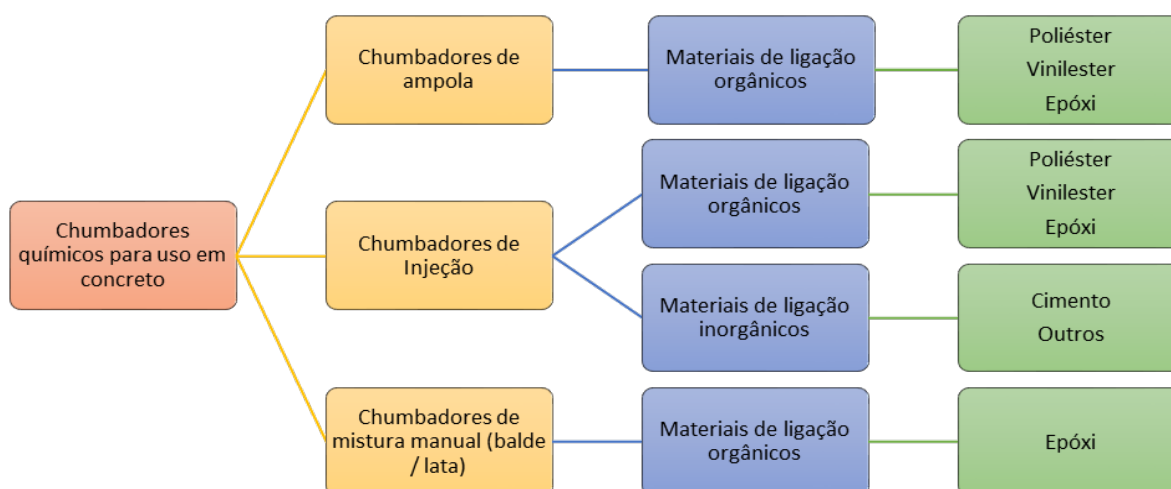 Chumbadores
químicos para uso em
concreto
Chumbadores de
ampola
Materiais de ligação
orgânicos
Poliéster
Vinilester
Epóxi
Chumbadores de
Injeção
Materiais de ligação
orgânicos
Poliéster
Vinilester
Epóxi
Materiais de ligação
inorgânicos
Cimento
Outros
Chumbadores de
mistura manual (balde
/ lata)
Materiais de ligação
orgânicos
Epóxi